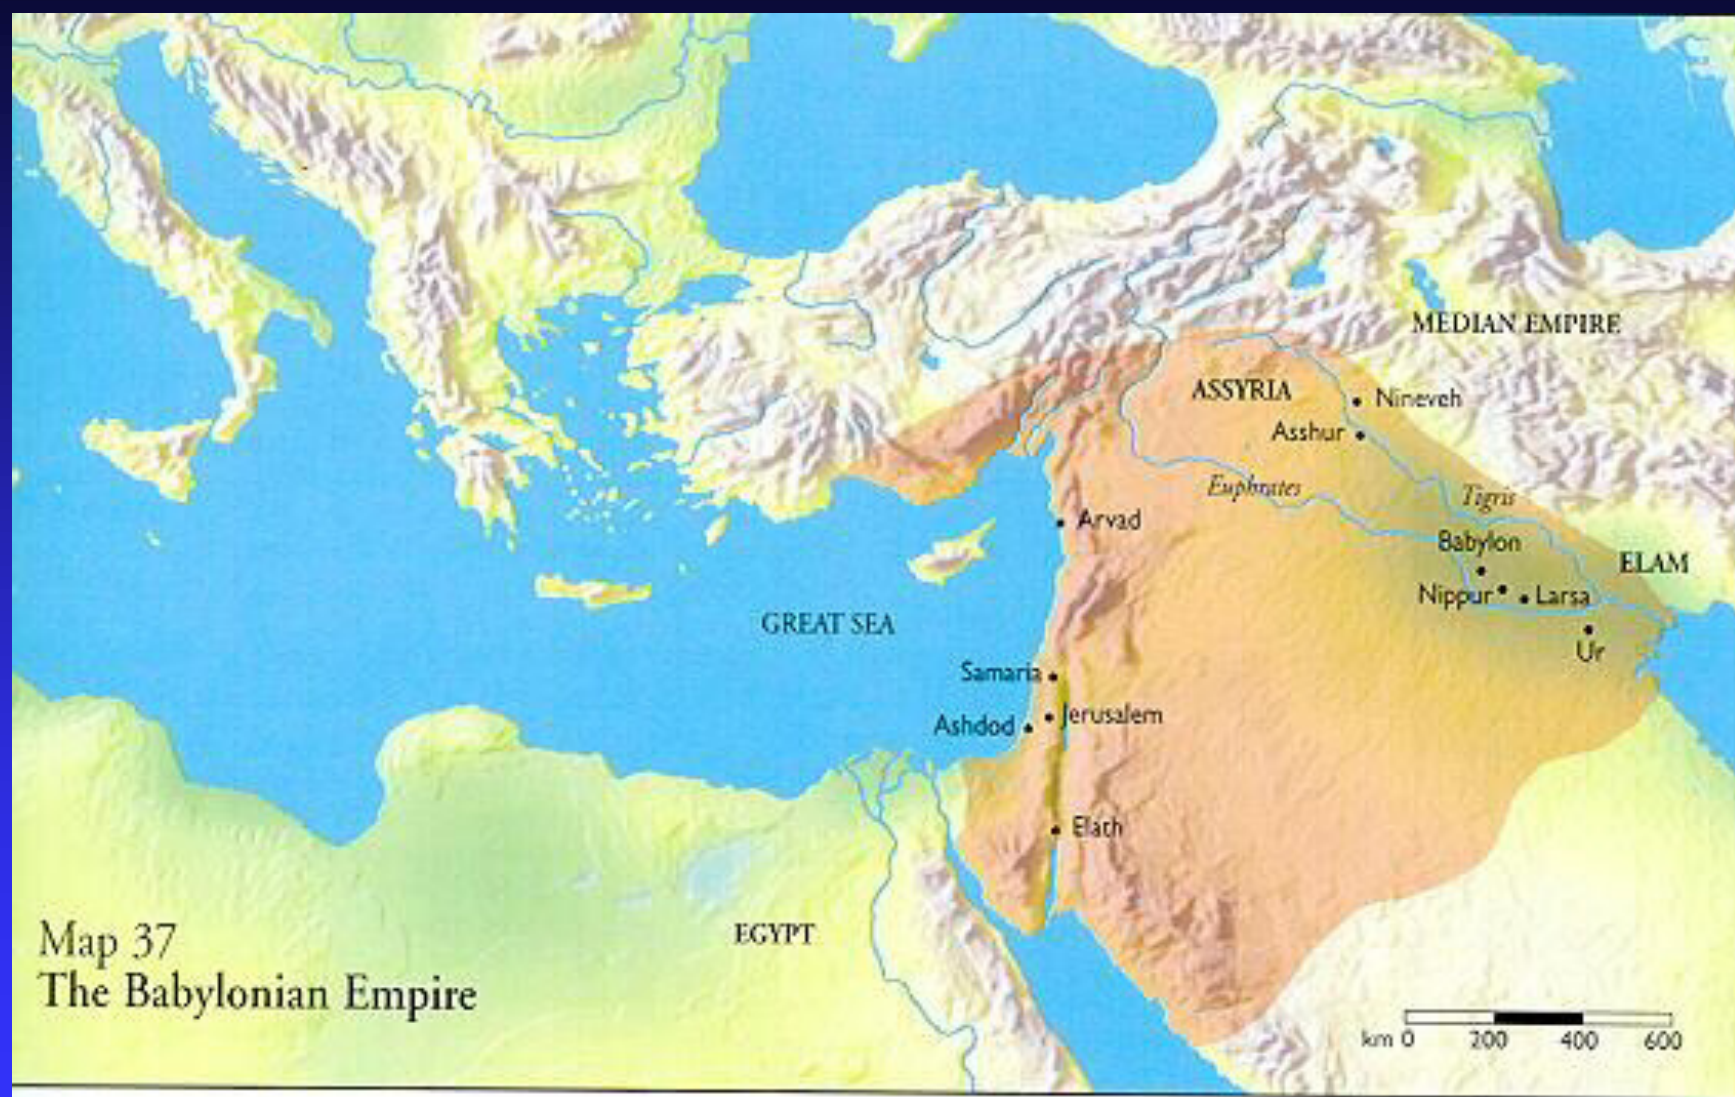 MEDIAN EMPIRE
ASSYRIA
Nineveh
Asshur
Euphrates
Tigris
Arvad
Babylon
ELAM
Nippur
Larsa
GREAT SEA
Ur
Samaria
Jerusalem
Ashdod
Elath
EGYPT
Map 37
The Babylonian Empire
km 0 200 400 600